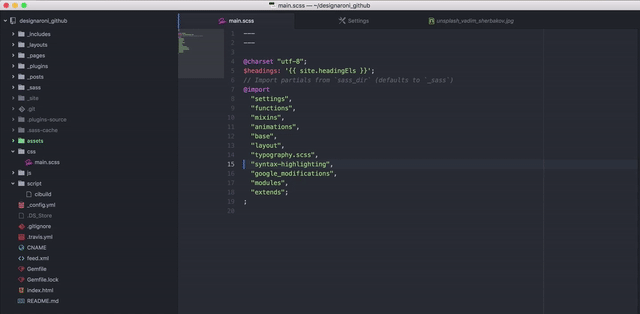 main.scss — ~/designaroni_github
designaroni_github
_includes
_layouts
_pages
_plugins
_posts
_sass
_site
.git
plugins-source
.sass-cache
assets
css
main.scss
js
script
cibuild
_config.yml
.DS_Store
.gitignore
.travis.yml
CNAME
feed.xml
Gemfile
Gemfile.lock
index.html
README.md
main.scss
Settings
unsplash_vadim_sherbakov.jpg
1 ---
2 ---
3
4 @charset "utf-8";
5 $headings: '{{ site.headingEls }}';
6 // Import partials from `sass_dir` (defaults to `_sass`)
7 @import
8 "settings",
9 "functions",
10 "mixins",
11 "animations",
12 "base",
13 "layout",
14 "typography.scss",
15 "syntax-highlighting",
16 "google_modifications",
17 "modules",
18 "extends";
19 ;
20